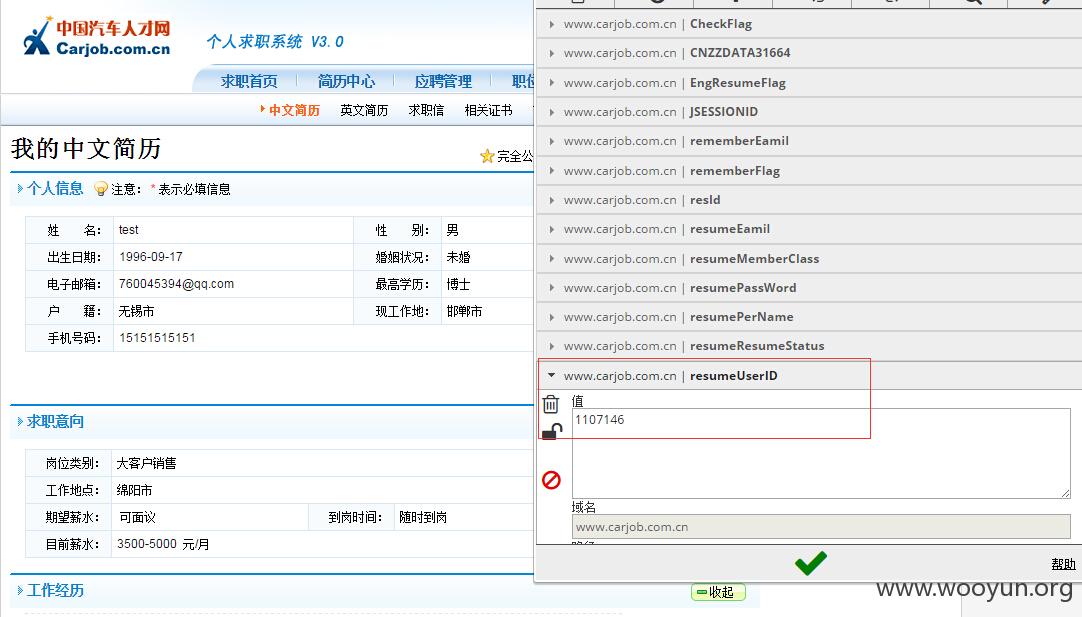 中国汽车人才网
Carjob.com.cn
个人求职系统 V3.0
求职首页 简历中心 应聘管理 职位
中文简历 英文简历 求职信 相关证书
我的中文简历
完全公
个人信息 注意： *表示必填信息
姓 名： test 性 别： 男
出生日期： 1996-09-17 婚姻状况： 未婚
电子邮箱： 760045394@qq.com 最高学历： 博士
户 籍： 无锡市 现工作地： 邯郸市
手机号码： 15151515151
求职意向
岗位类别： 大客户销售
工作地点： 绵阳市
期望薪水： 可面议 到岗时间： 随时到岗
目前薪水： 3500-5000 元/月
工作经历
收起
www.carjob.com.cn | CheckFlag
www.carjob.com.cn | CNZZDATA31664
www.carjob.com.cn | EngResumeFlag
www.carjob.com.cn | JSESSIONID
www.carjob.com.cn | rememberEamil
www.carjob.com.cn | rememberFlag
www.carjob.com.cn | resId
www.carjob.com.cn | resumeEamil
www.carjob.com.cn | resumeMemberClass
www.carjob.com.cn | resumePassWord
www.carjob.com.cn | resumePerName
www.carjob.com.cn | resumeResumeStatus
www.carjob.com.cn | resumeUserID
值
1107146
域名
www.carjob.com.cn
帮助
www.wooyun.org